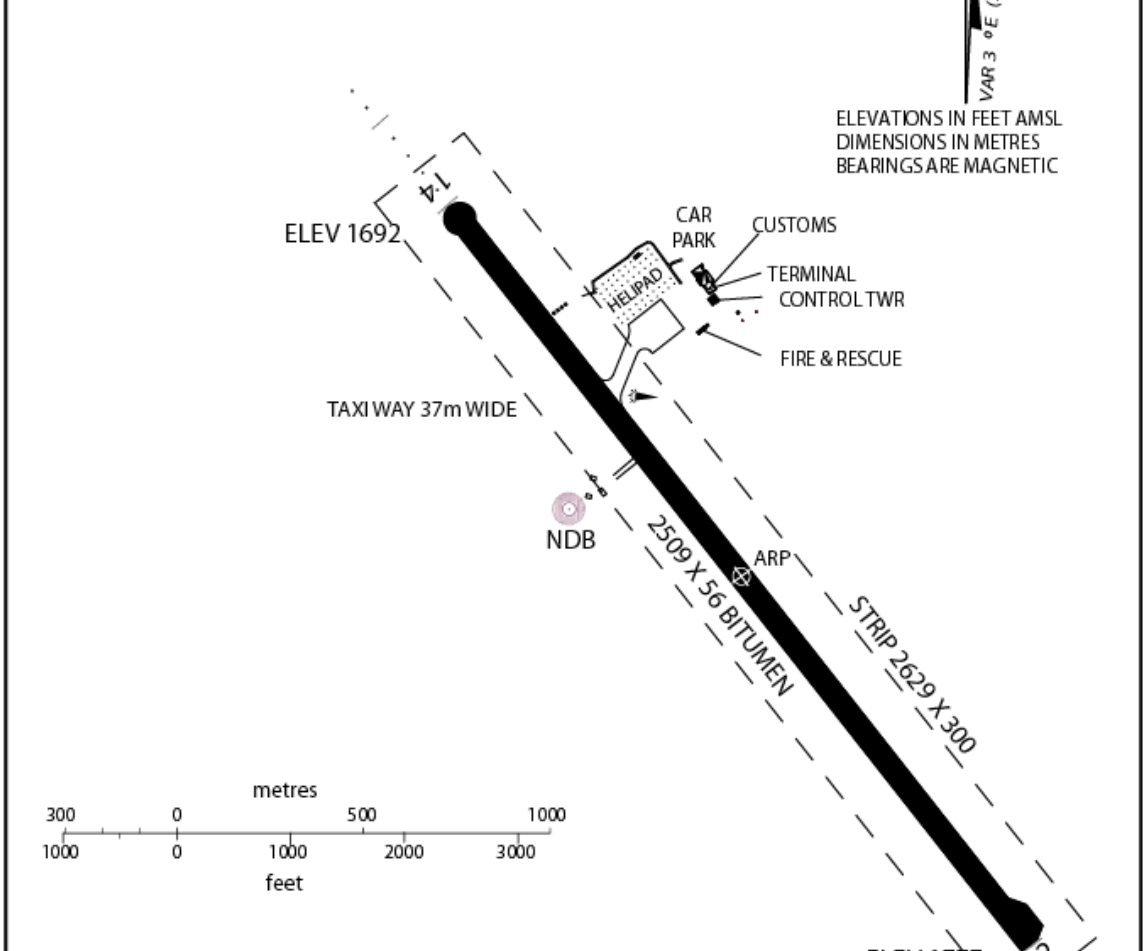 VAR 3 °E
ELEVATIONS IN FEET AMSL
DIMENSIONS IN METRES
BEARINGS ARE MAGNETIC
14
ELEV 1692
CAR
PARK
CUSTOMS
HELIPAD
TERMINAL
CONTROL TWR
FIRE & RESCUE
TAXIWAY 37m WIDE
NDB
ARP
2509 X 56 BITUMEN
STRIP 2629 X 300
metres
300 0 500 1000
1000 0 1000 2000 3000
feet